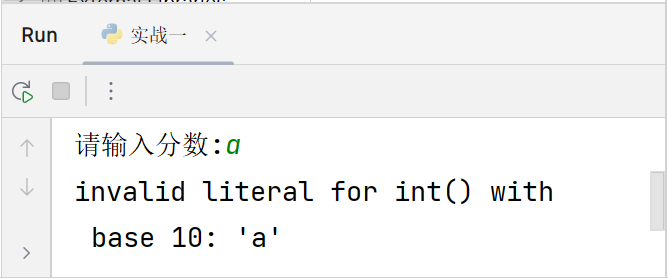 Run
实战一
请输入分数:a
invalid literal for int() with
base 10: 'a'